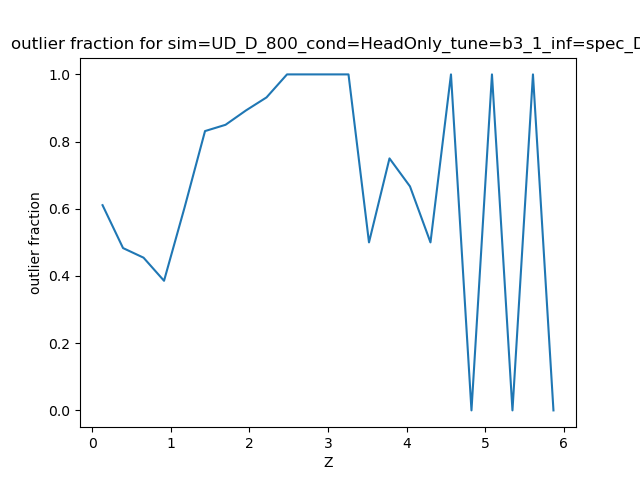 outlier fraction for sim=UD_D_800_cond=HeadOnly_tune=b3_1_inf=spec_D
1.0
0.8
0.6
0.4
0.2
0.0
outlier fraction
0 1 2 3 4 5 6
Z